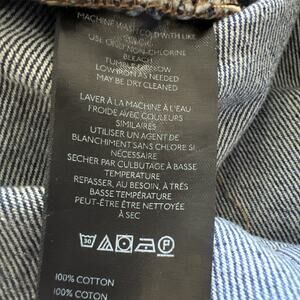 MACHINE WASH COLD WITH LIKE
COLORS
USE ONLY NON-CHLORINE
BLEACH
TUMBLE DRY LOW
LOW IRON AS NEEDED
MAY BE DRY CLEANED
LAVER À LA MACHINE À L'EAU
FROIDE AVEC COULEURS
SIMILAIRES
UTILISER UN AGENT DE
BLANCHIMENT SANS CHLORE SI
NÉCESSAIRE
SECHER PAR CULBUTAGE À BASSE
TEMPERATURE
REPASSER, AU BESOIN, À TRÈS
BASSE TEMPÉRATURE
PEUT-ÊTRE ÊTRE NETTOYÉE
À SEC
30 F
100% COTTON
100% COTON